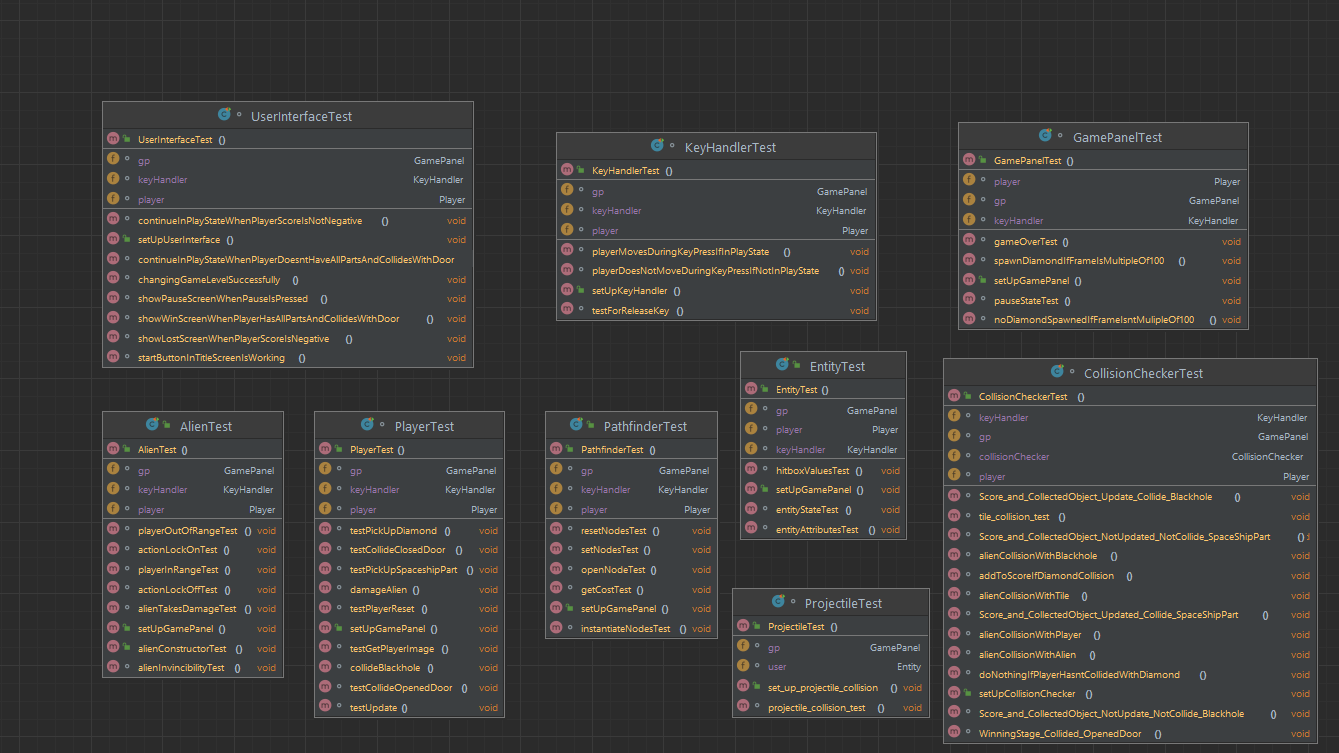 UserInterfaceTest
UserInterfaceTest ()
gp GamePanel
keyHandler KeyHandler
player Player
continueInPlayStateWhenPlayerScoreIsNotNegative () void
setUpUserInterface () void
continueInPlayStateWhenPlayerDoesntHaveAllPartsAndCollidesWithDoor
changingGameLevelSuccessfully () void
showPauseScreenWhenPauseIsPressed () void
showWinScreenWhenPlayerHasAllPartsAndCollidesWithDoor () void
showLostScreenWhenPlayerScoreIsNegative () void
startButtonInTitleScreenIsWorking () void
KeyHandlerTest
KeyHandlerTest ()
gp GamePanel
keyHandler KeyHandler
player Player
playerMovesDuringKeyPressIfInPlayState () void
playerDoesNotMoveDuringKeyPressIfNotInPlayState () void
setUpKeyHandler () void
testForReleaseKey () void
GamePanelTest
GamePanelTest ()
player Player
gp GamePanel
keyHandler KeyHandler
gameOverTest () void
spawnDiamondIfFrameIsMultipleOf100 () void
setUpGamePanel () void
pauseStateTest () void
noDiamondSpawnedIfFrameIsntMulipleOf100 () void
AlienTest
AlienTest ()
gp GamePanel
keyHandler KeyHandler
player Player
playerOutOfRangeTest () void
actionLockOnTest () void
playerInRangeTest () void
actionLockOffTest () void
alienTakesDamageTest () void
setUpGamePanel () void
alienConstructorTest () void
alienInvincibilityTest () void
PlayerTest
PlayerTest ()
gp GamePanel
keyHandler KeyHandler
player Player
testPickUpDiamond () void
testCollideClosedDoor () void
testPickUpSpaceshipPart () void
damageAlien () void
testPlayerReset () void
setUpGamePanel () void
testGetPlayerImage () void
collideBlackhole () void
testCollideOpenedDoor () void
testUpdate () void
PathfinderTest
PathfinderTest ()
gp GamePanel
keyHandler KeyHandler
player Player
resetNodesTest () void
setNodesTest () void
openNodeTest () void
getCostTest () void
setUpGamePanel () void
instantiateNodesTest () void
EntityTest
EntityTest ()
gp GamePanel
player Player
keyHandler KeyHandler
hitboxValuesTest () void
setUpGamePanel () void
entityStateTest () void
entityAttributesTest () void
ProjectileTest
ProjectileTest ()
gp GamePanel
user Entity
set_up_projectile_collision () void
projectile_collision_test () void
CollisionCheckerTest
CollisionCheckerTest ()
keyHandler KeyHandler
gp GamePanel
collisionChecker CollisionChecker
player Player
Score_and_CollectedObject_Update_Collide_Blackhole () void
tile_collision_test () void
Score_and_CollectedObject_NotUpdated_NotCollide_SpaceShipPart ()
alienCollisionWithBlackhole () void
addToScoreIfDiamondCollision () void
alienCollisionWithTile () void
Score_and_CollectedObject_Updated_Collide_SpaceShipPart () void
alienCollisionWithPlayer () void
alienCollisionWithAlien () void
doNothingIfPlayerHasntCollidedWithDiamond () void
setUpCollisionChecker () void
Score_and_CollectedObject_NotUpdate_NotCollide_Blackhole () void
WinningStage_Collided_OpenedDoor () void